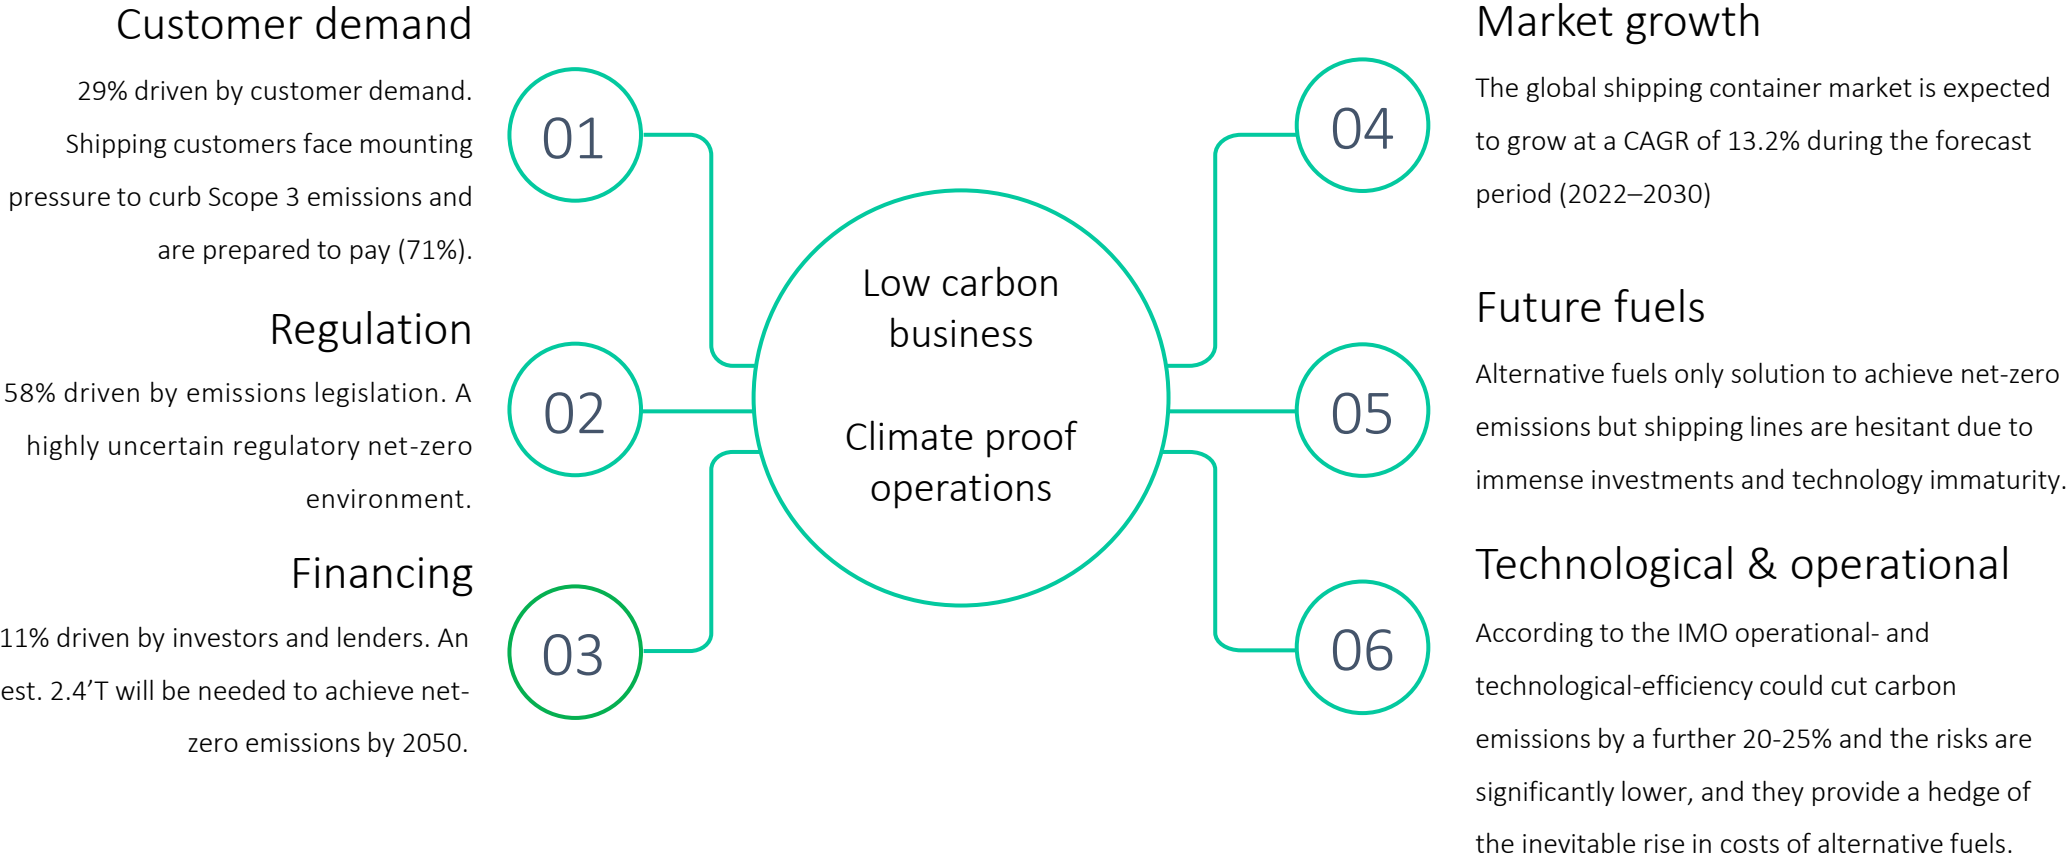 Customer demand
29% driven by customer demand.
Shipping customers face mounting
pressure to curb Scope 3 emissions and
are prepared to pay (71%).
01
Regulation
58% driven by emissions legislation. A
highly uncertain regulatory net-zero
environment.
02
Financing
11% driven by investors and lenders. An
est. 2.4’T will be needed to achieve net-
zero emissions by 2050.
03
Low carbon
business
Climate proof
operations
Market growth
The global shipping container market is expected
to grow at a CAGR of 13.2% during the forecast
period (2022–2030)
04
Future fuels
Alternative fuels only solution to achieve net-zero
emissions but shipping lines are hesitant due to
immense investments and technology immaturity.
05
Technological & operational
According to the IMO operational- and
technological-efficiency could cut carbon
emissions by a further 20-25% and the risks are
significantly lower, and they provide a hedge of
the inevitable rise in costs of alternative fuels.
06